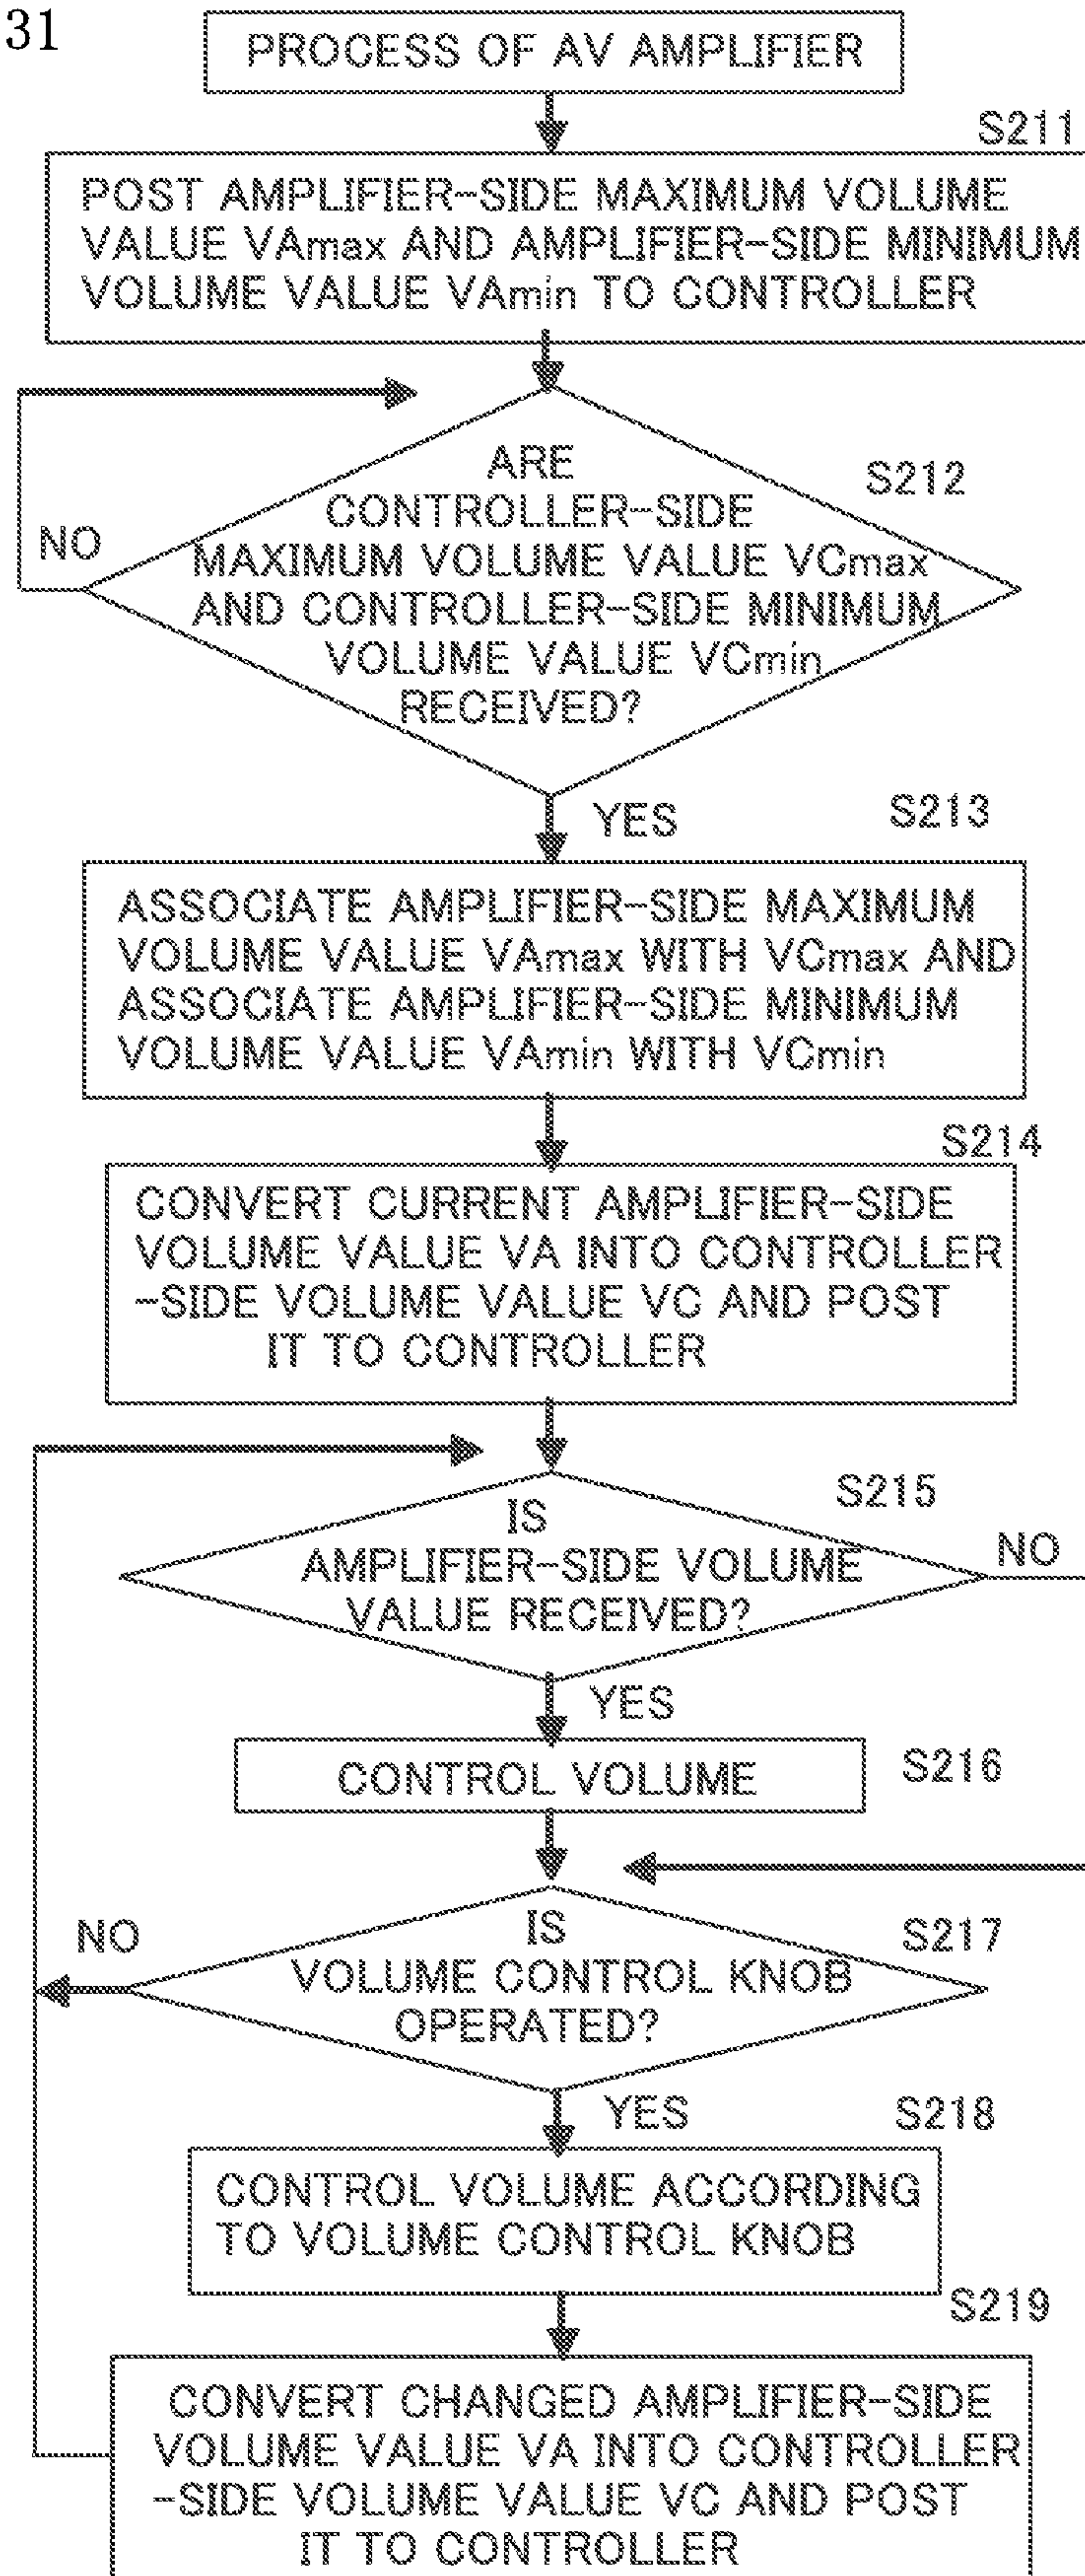 31
PROCESS OF AV AMPLIFIER
S211
POST AMPLIFIER-SIDE MAXIMUM VOLUME
VALUE VAmax AND AMPLIFIER-SIDE MINIMUM
VOLUME VALUE VAmin TO CONTROLLER
ARE
S212
CONTROLLER-SIDE
NO
MAXIMUM VOLUME VALUE VCmax
AND CONTROLLER-SIDE MINIMUM
VOLUME VALUE VCmin
RECEIVED?
YES
S213
ASSOCIATE AMPLIFIER-SIDE MAXIMUM
VOLUME VALUE VAmax WITH VCmax AND
ASSOCIATE AMPLIFIER-SIDE MINIMUM
VOLUME VALUE VAmin WITH VCmin
S214
CONVERT CURRENT AMPLIFIER-SIDE
VOLUME VALUE VA INTO CONTROLLER
-SIDE VOLUME VALUE VC AND POST
IT TO CONTROLLER
S215
IS
AMPLIFIER-SIDE VOLUME
VALUE RECEIVED?
NO
YES
CONTROL VOLUME
S216
NO
IS
S217
VOLUME CONTROL KNOB
OPERATED?
YES
S218
CONTROL VOLUME ACCORDING
TO VOLUME CONTROL KNOB
S219
CONVERT CHANGED AMPLIFIER-SIDE
VOLUME VALUE VA INTO CONTROLLER
-SIDE VOLUME VALUE VC AND POST
IT TO CONTROLLER